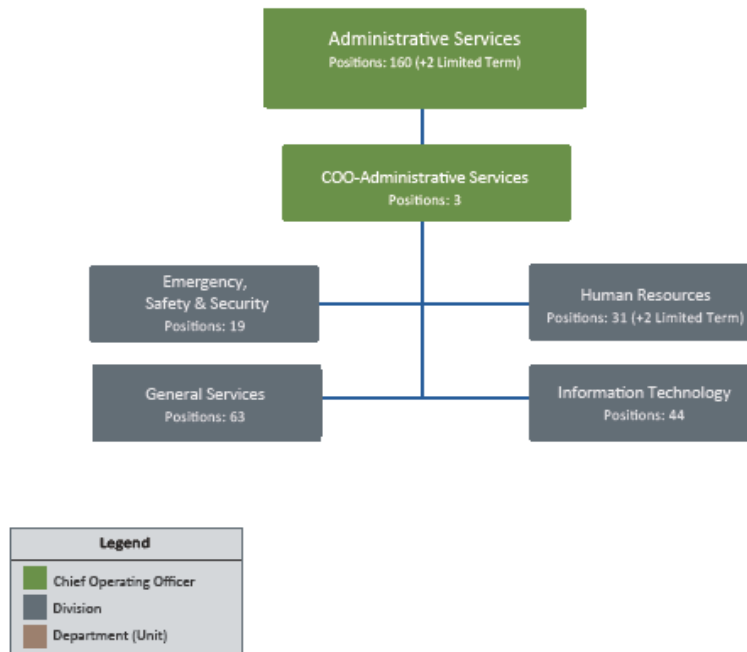 Administrative Services
Positions: 160 (+2 Limited Term)
COO-Administrative Services
Positions: 3
Emergency,
Safety & Security
Positions: 19
Human Resources
Positions: 31 (+2 Limited Term)
General Services
Positions: 63
Information Technology
Positions: 44
Legend
Chief Operating Officer
Division
Department (Unit)